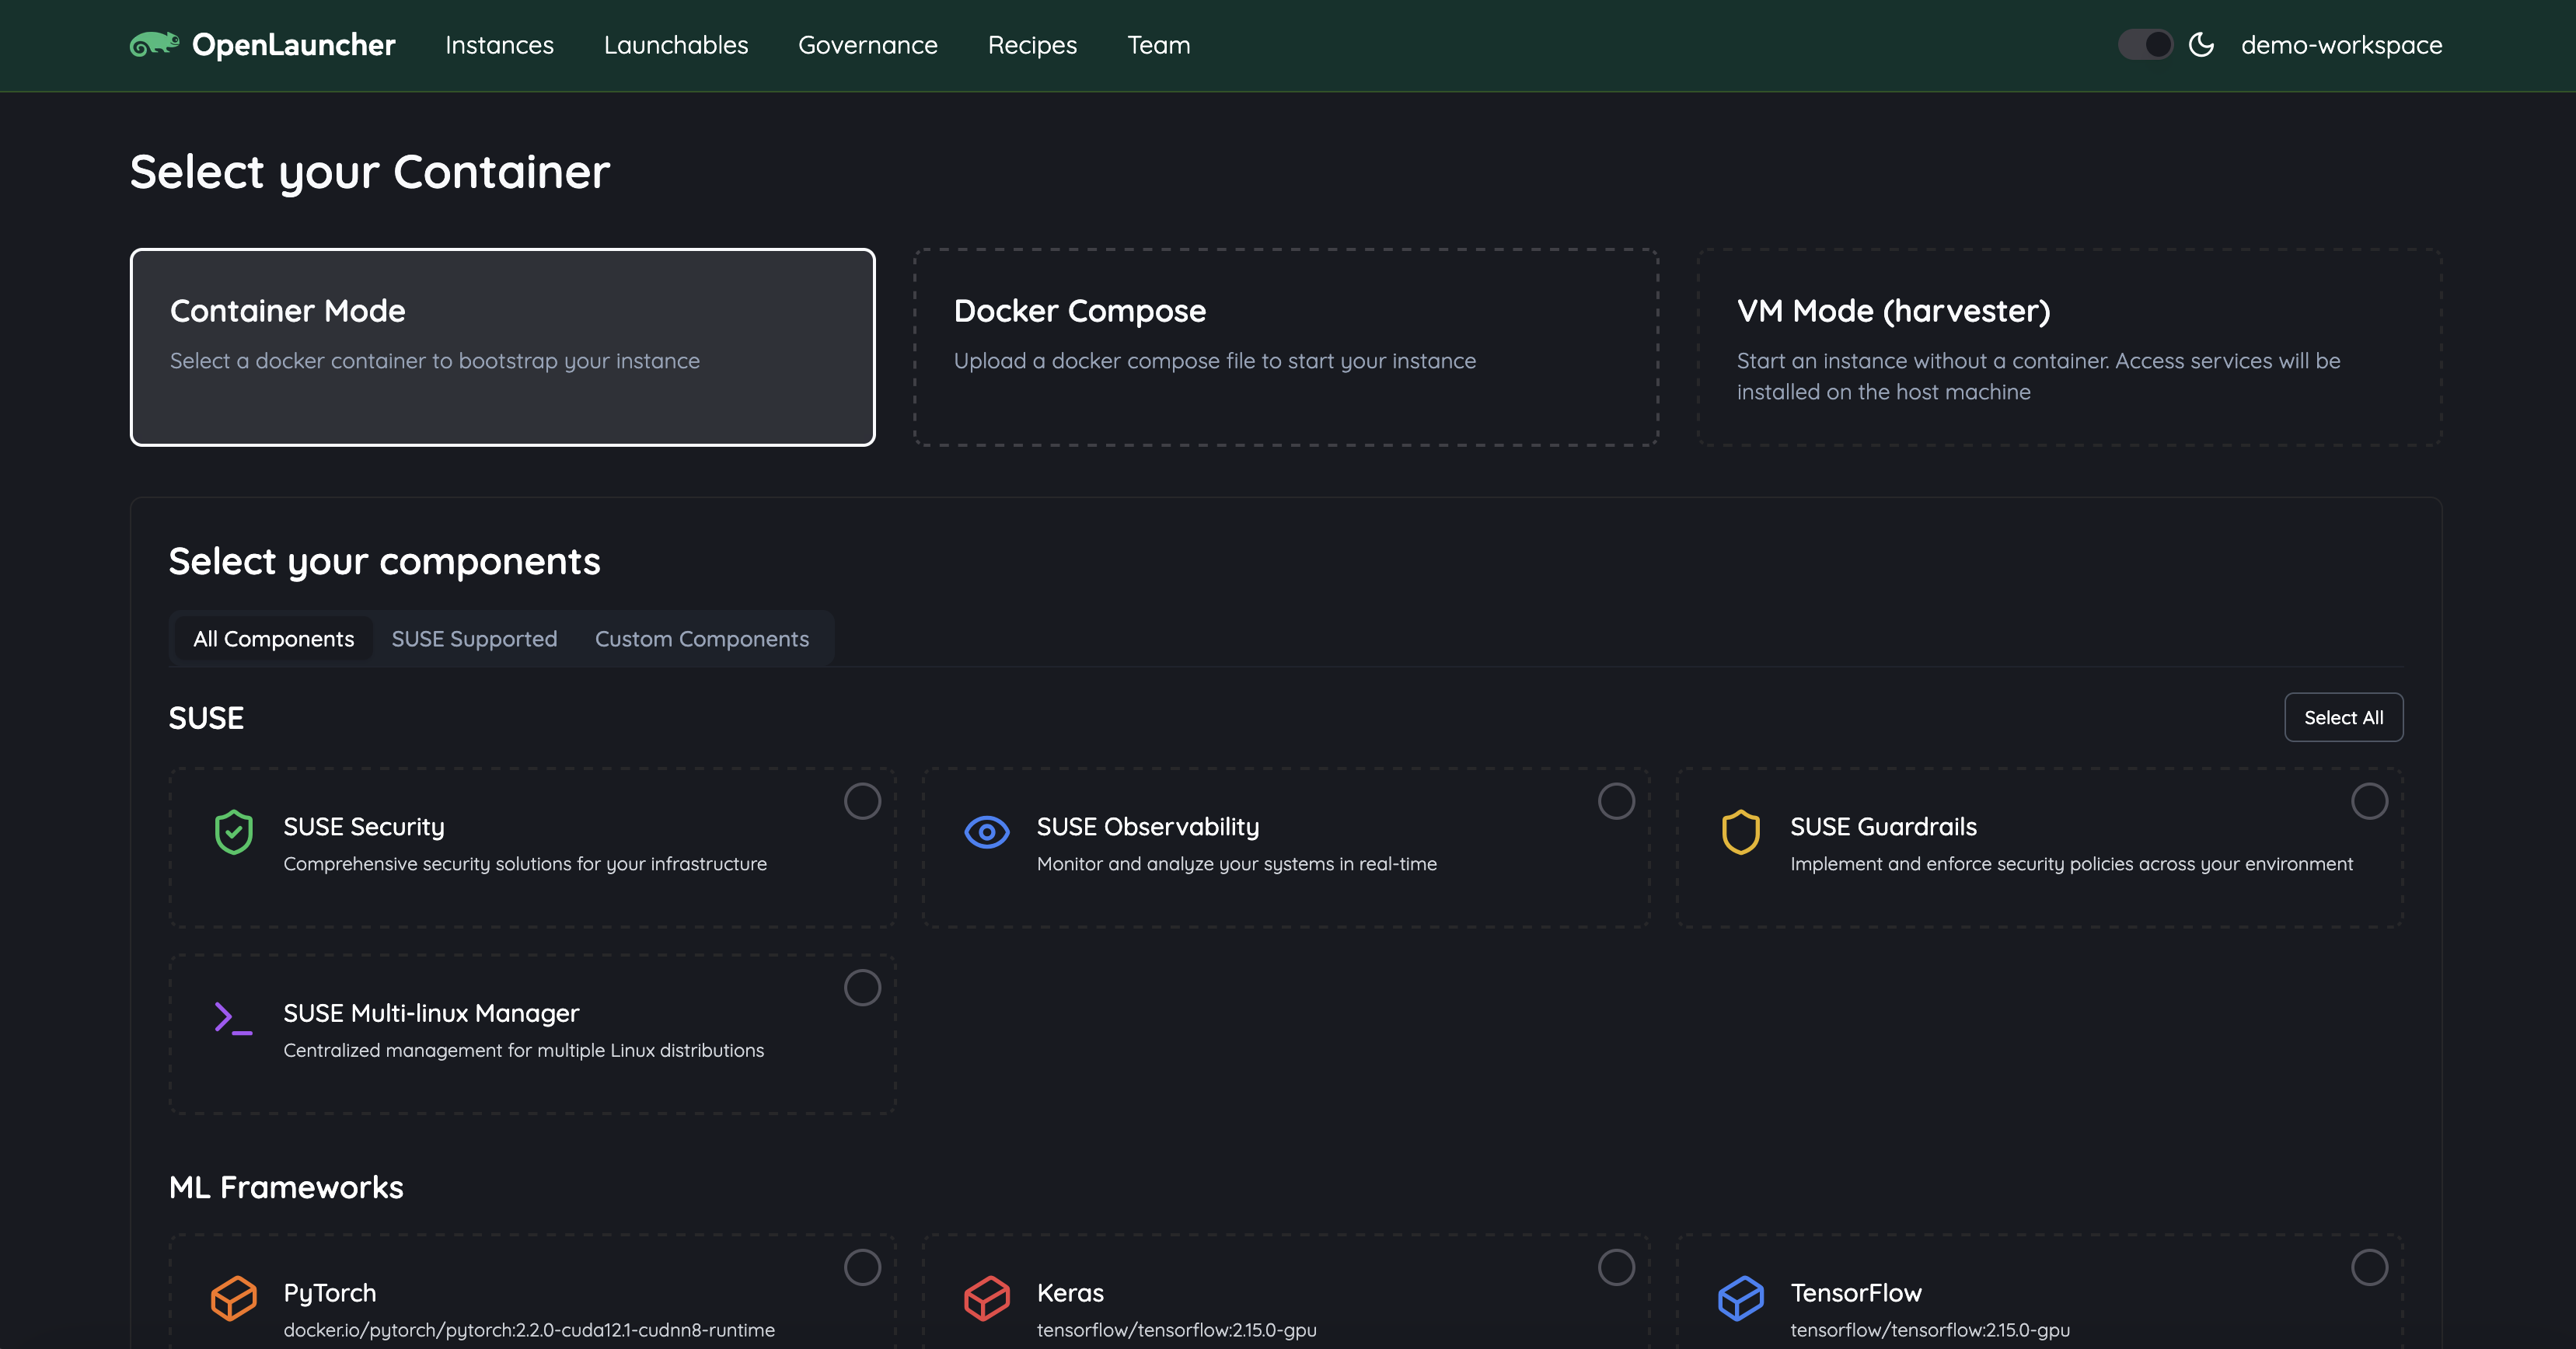 OpenLauncher
Instances
Launchables
Governance
Recipes
Team
demo-workspace
Select your Container
Container Mode
Select a docker container to bootstrap your instance
Docker Compose
Upload a docker compose file to start your instance
VM Mode (harvester)
Start an instance without a container. Access services will be
installed on the host machine
Select your components
All Components
SUSE Supported
Custom Components
SUSE
Select All
SUSE Security
Comprehensive security solutions for your infrastructure
SUSE Observability
Monitor and analyze your systems in real-time
SUSE Guardrails
Implement and enforce security policies across your environment
SUSE Multi-linux Manager
Centralized management for multiple Linux distributions
ML Frameworks
PyTorch
docker.io/pytorch/pytorch:2.2.0-cuda12.1-cudnn8-runtime
Keras
tensorflow/tensorflow:2.15.0-gpu
TensorFlow
tensorflow/tensorflow:2.15.0-gpu